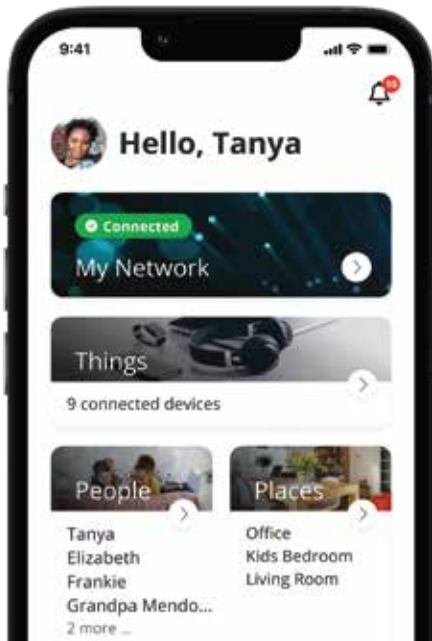 9:41
Hello, Tanya
Connected
My Network
Things
9 connected devices
People
Tanya
Elizabeth
Frankie
Grandpa Mendo...
2 more ...
Places
Office
Kids Bedroom
Living Room